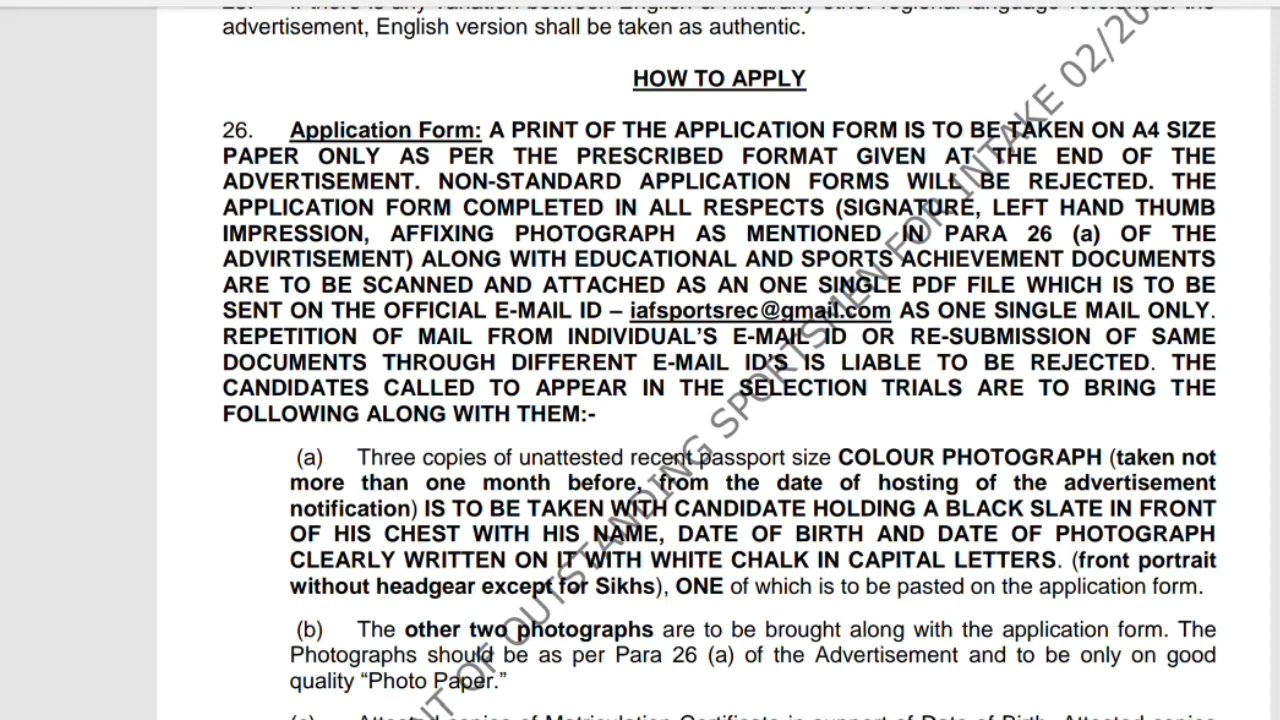 advertisement, English version shall be taken as authentic.
HOW TO APPLY
26. Application Form: A PRINT OF THE APPLICATION FORM IS TO BE TAKEN ON A4 SIZE
PAPER ONLY AS PER THE PRESCRIBED FORMAT GIVEN AT THE END OF THE
ADVERTISEMENT. NON-STANDARD APPLICATION FORMS WILL BE REJECTED. THE
APPLICATION FORM COMPLETED IN ALL RESPECTS (SIGNATURE, LEFT HAND THUMB
IMPRESSION, AFFIXING PHOTOGRAPH AS MENTIONED IN PARA 26 (a) OF THE
ADVIRTISEMENT) ALONG WITH EDUCATIONAL AND SPORTS ACHIEVEMENT DOCUMENTS
ARE TO BE SCANNED AND ATTACHED AS AN ONE SINGLE PDF FILE WHICH IS TO BE
SENT ON THE OFFICIAL E-MAIL ID – iafsportsrec@gmail.com AS ONE SINGLE MAIL ONLY.
REPETITION OF MAIL FROM INDIVIDUAL’S E-MAIL ID OR RE-SUBMISSION OF SAME
DOCUMENTS THROUGH DIFFERENT E-MAIL ID’S IS LIABLE TO BE REJECTED. THE
CANDIDATES CALLED TO APPEAR IN THE SELECTION TRIALS ARE TO BRING THE
FOLLOWING ALONG WITH THEM:-
(a) Three copies of unattested recent passport size COLOUR PHOTOGRAPH (taken not
more than one month before, from the date of hosting of the advertisement
notification) IS TO BE TAKEN WITH CANDIDATE HOLDING A BLACK SLATE IN FRONT
OF HIS CHEST WITH HIS NAME, DATE OF BIRTH AND DATE OF PHOTOGRAPH
CLEARLY WRITTEN ON IT WITH WHITE CHALK IN CAPITAL LETTERS. (front portrait
without headgear except for Sikhs), ONE of which is to be pasted on the application form.
(b) The other two photographs are to be brought along with the application form. The
Photographs should be as per Para 26 (a) of the Advertisement and to be only on good
quality “Photo Paper.”
OF OUTSTANDING SPORTSMEN FOR INTAKE